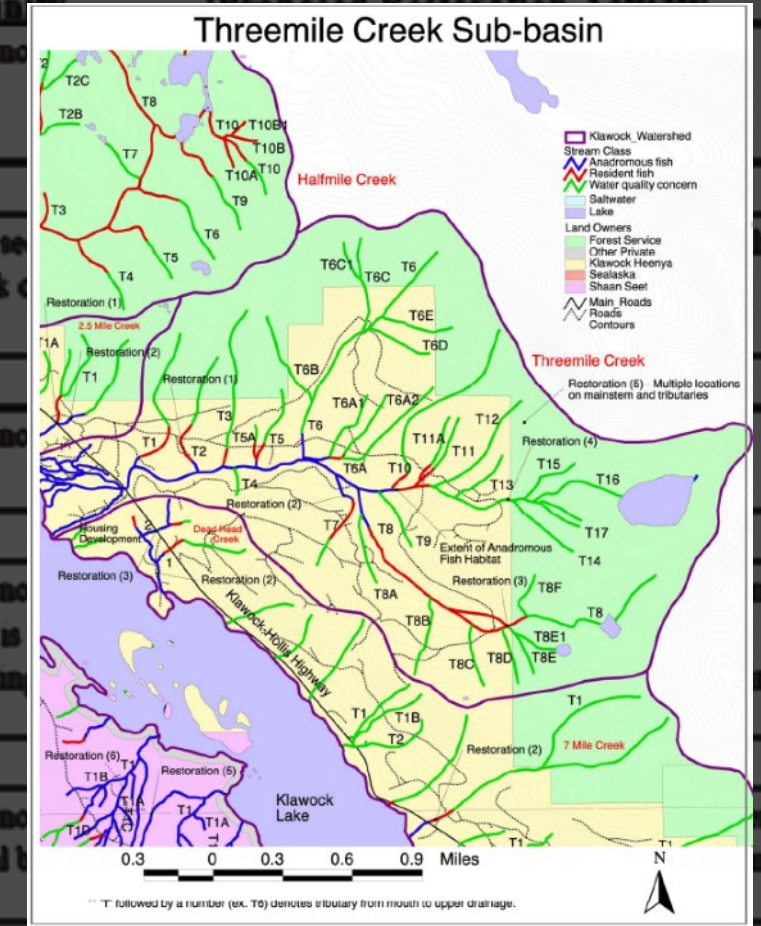 Threemile Creek Sub-basin
T2C
T2B
T8
T10
T10B1
T10B
T10A
T10
T7
T9
T3
T6
T5
T4
Halfmile Creek
Klawock_Watershed
Stream Class
Anadromous fish
Resident fish
Water quality concern
Saltwater
Lake
Land Owners
Forest Service
Other Private
Klawock Heenya
Sealaska
Shaan Seet
Main_Roads
Roads
Contours
Restoration (1)
2.5 Mile Creek
Restoration (2)
T1A
T1
Restoration (1)
T6C1
T6C
T6
T6E
T6D
T6B
T6A1
T6A2
Threemile Creek
Restoration (6) - Multiple locations
on mainstem and tributaries
T3
T5A
T5
T6
T1
T2
T4
T6A
T10
T11A
T11
T12
T13
Restoration (4)
T15
T16
T17
T14
Restoration (2)
T7
T8
T9
Extent of Anadromous
Fish Habitat
Housing
Development
Dead Head
Creek
1
Restoration (3)
Restoration (2)
Restoration (3)
T8A
T8B
T8C
T8D
T8E
T8E1
T8F
T8
Klawock-Hollis Highway
T1
T1B
T2
T1
Restoration (2)
7 Mile Creek
Restoration (6)
T1
T1B
T1A
T1C
T1D
Restoration (5)
T1
T1A
Klawock
Lake
T1
T1
0.3 0 0.3 0.6 0.9 Miles
N
"T" followed by a number (ex. T6) denotes tributary from mouth to upper drainage.